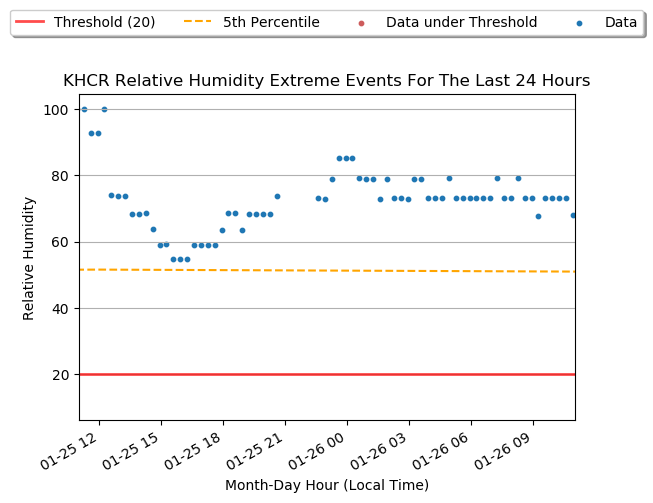 Threshold (20) 5th Percentile Data under Threshold Data
KHCR Relative Humidity Extreme Events For The Last 24 Hours
100
80
60
40
20
Relative Humidity
01-25 12 01-25 15 01-25 18 01-25 21 01-26 00 01-26 03 01-26 06 01-26 09
Month-Day Hour (Local Time)